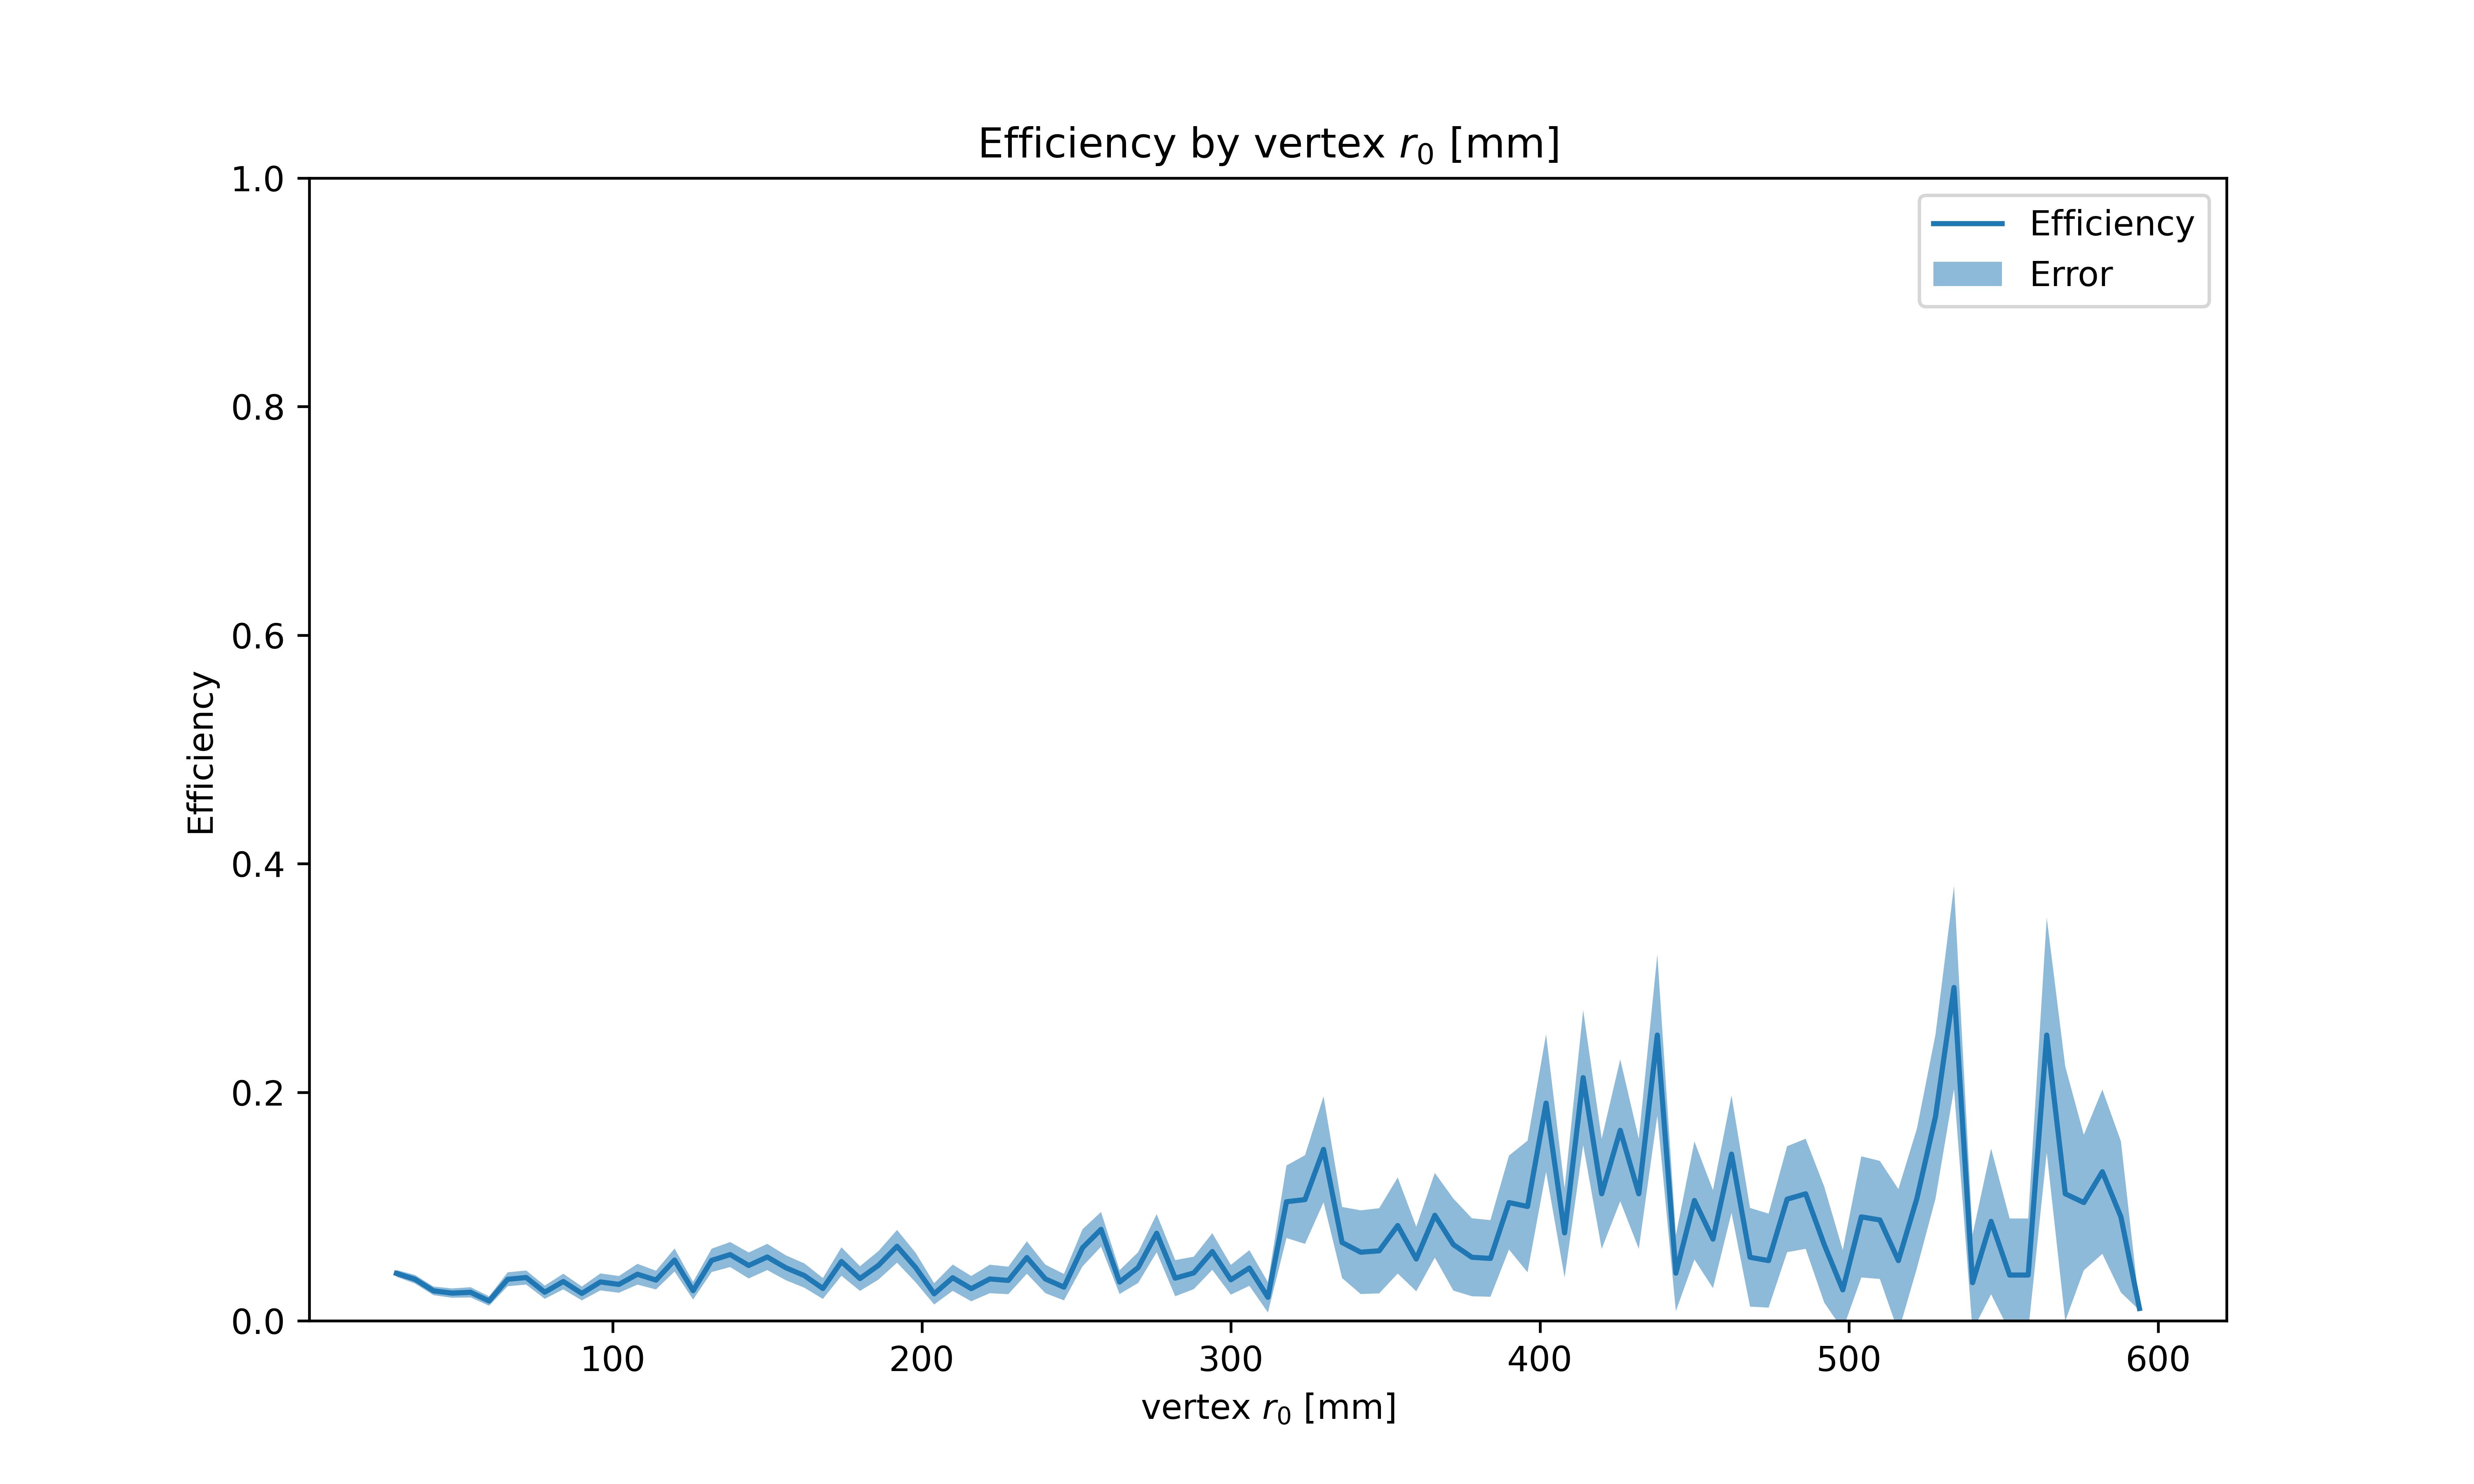 Efficiency by vertex r₀ [mm]
Efficiency
Error
1.0
0.8
0.6
0.4
0.2
0.0
Efficiency
100 200 300 400 500 600
vertex r₀ [mm]